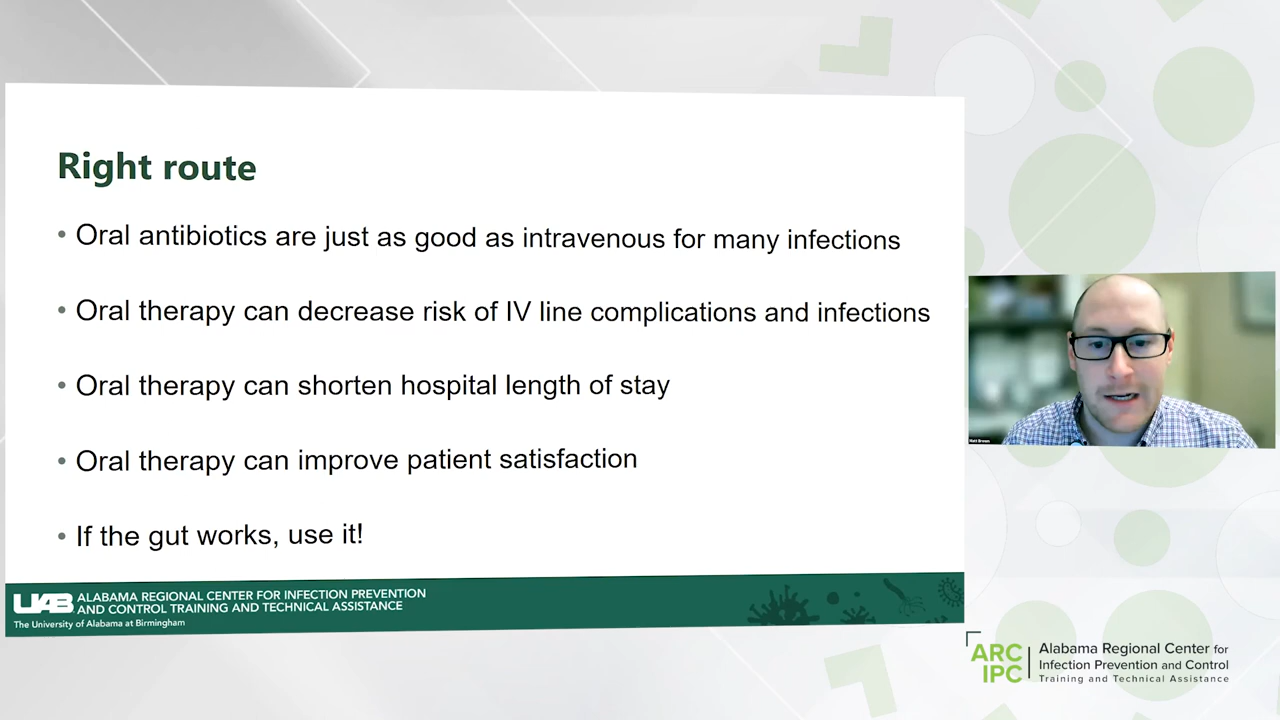 Right route
• Oral antibiotics are just as good as intravenous for many infections
• Oral therapy can decrease risk of IV line complications and infections
• Oral therapy can shorten hospital length of stay
• Oral therapy can improve patient satisfaction
• If the gut works, use it!
UAB
ALABAMA REGIONAL CENTER FOR INFECTION PREVENTION
AND CONTROL TRAINING AND TECHNICAL ASSISTANCE
The University of Alabama at Birmingham
Matt Brown
ARC
IPC
Alabama Regional Center for
Infection Prevention and Control
Training and Technical Assistance